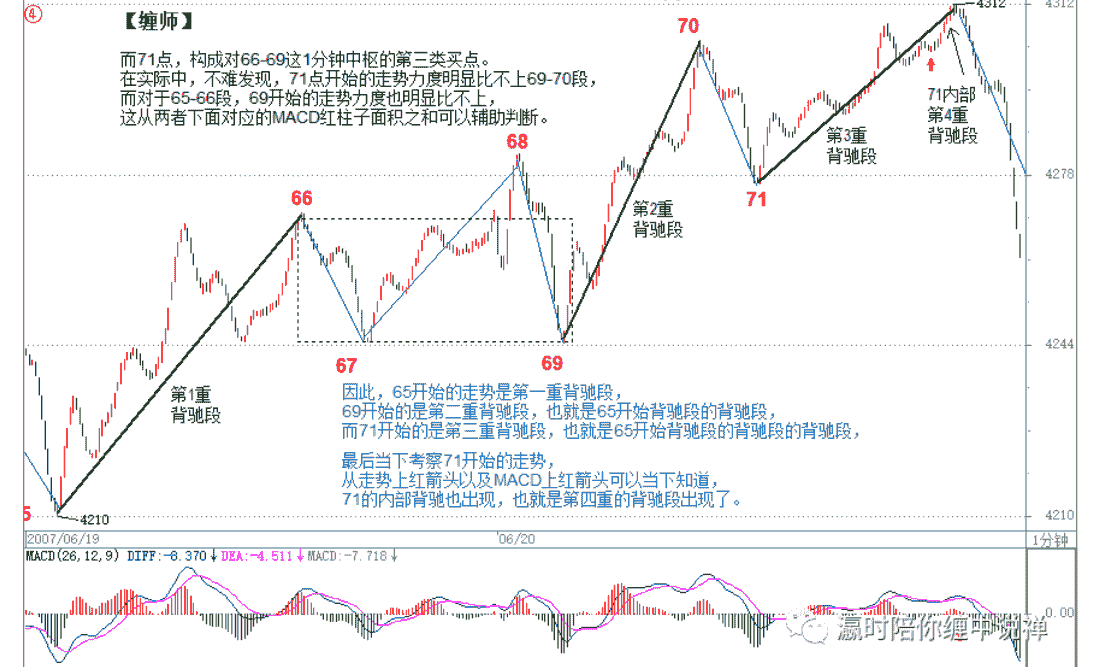 ④
【缠师】
4312
4312
而71点，构成对66-69这1分钟中枢的第三类买点。
在实际中，不难发现，71点开始的走势力度明显比不上69-70段，
而对于65-66段，69开始的走势力度也明显比不上，
这从两者下面对应的MACD红柱子面积之和可以辅助判断。
70
71内部
第4重
背驰段
第3重
背驰段
68
4278
66
71
第2重
背驰段
4244
67
69
第1重
背驰段
因此，65开始的走势是第一重背驰段，
69开始的是第二重背驰段，也就是65开始背驰段的背驰段，
而71开始的是第三重背驰段，也就是65开始背驰段的背驰段的背驰段，
最后当下考察71开始的走势，
从走势上红箭头以及MACD上红箭头可以当下知道，
71的内部背驰也出现，也就是第四重的背驰段出现了。
5
4210
4210
2007/06/19
06/20
1分钟
MACD(26,12,9) DIFF:-8.370↓ DEA:-4.511↓ MACD:-7.718↓
0.00
瀛时陪你缠中说禅